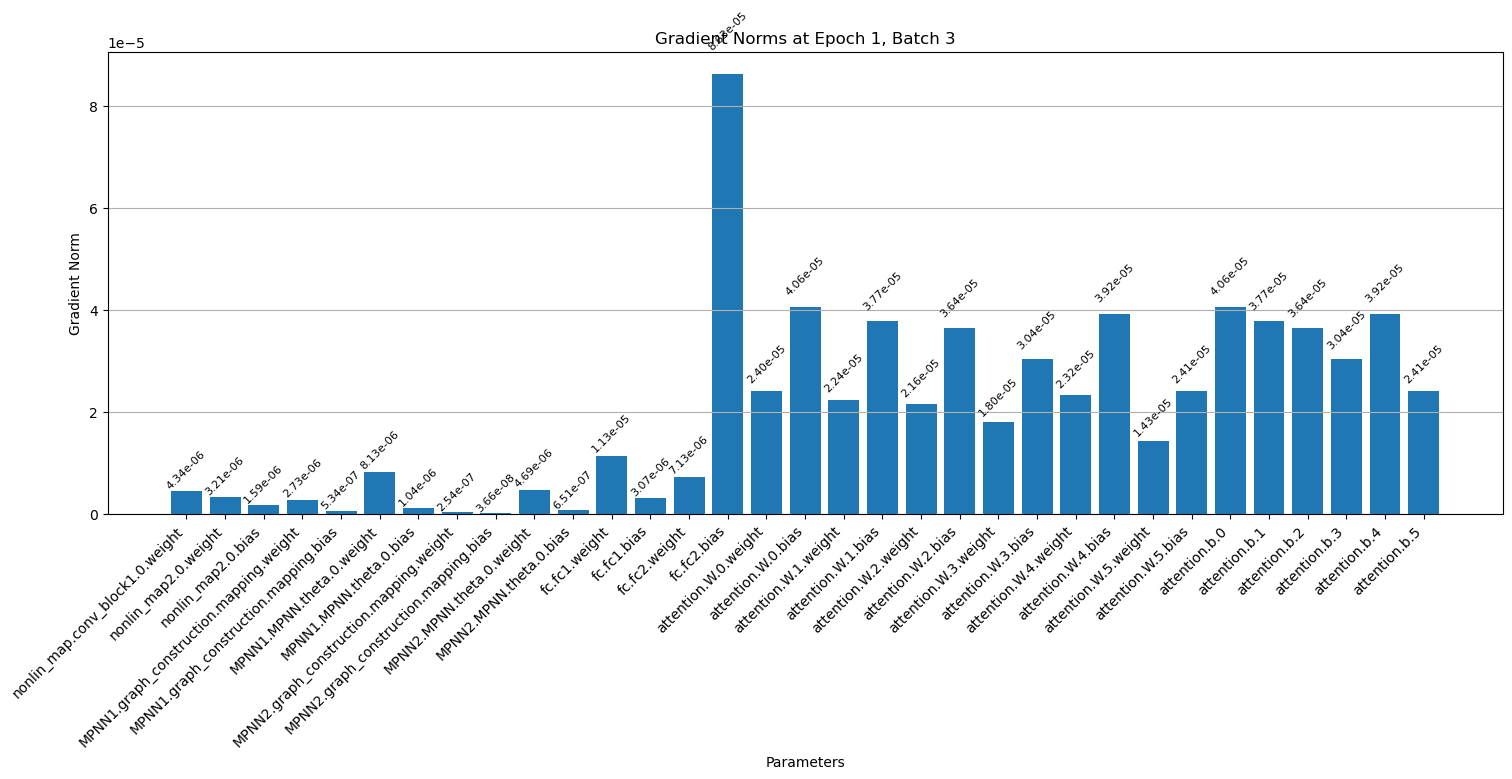 Gradient Norms at Epoch 1, Batch 3
1e−5
Gradient Norm
8
6
4
2
0
4.34e-06
3.21e-06
1.59e-06
2.73e-06
5.34e-07
8.13e-06
1.04e-06
2.54e-07
3.66e-08
4.69e-06
6.51e-07
1.13e-05
3.07e-06
7.13e-06
8.63e-05
2.40e-05
4.06e-05
2.24e-05
3.77e-05
2.16e-05
3.64e-05
1.80e-05
3.04e-05
2.32e-05
3.92e-05
1.43e-05
2.41e-05
4.06e-05
3.77e-05
3.64e-05
3.04e-05
3.92e-05
2.41e-05
nonlin_map.conv_block1.0.weight
nonlin_map2.0.weight
nonlin_map2.0.bias
MPNN1.graph_construction.mapping.weight
MPNN1.graph_construction.mapping.bias
MPNN1.MPNN.theta.0.weight
MPNN1.MPNN.theta.0.bias
MPNN2.graph_construction.mapping.weight
MPNN2.graph_construction.mapping.bias
MPNN2.MPNN.theta.0.weight
MPNN2.MPNN.theta.0.bias
fc.fc1.weight
fc.fc1.bias
fc.fc2.weight
fc.fc2.bias
attention.W.0.weight
attention.W.0.bias
attention.W.1.weight
attention.W.1.bias
attention.W.2.weight
attention.W.2.bias
attention.W.3.weight
attention.W.3.bias
attention.W.4.weight
attention.W.4.bias
attention.W.5.weight
attention.W.5.bias
attention.b.0
attention.b.1
attention.b.2
attention.b.3
attention.b.4
attention.b.5
Parameters